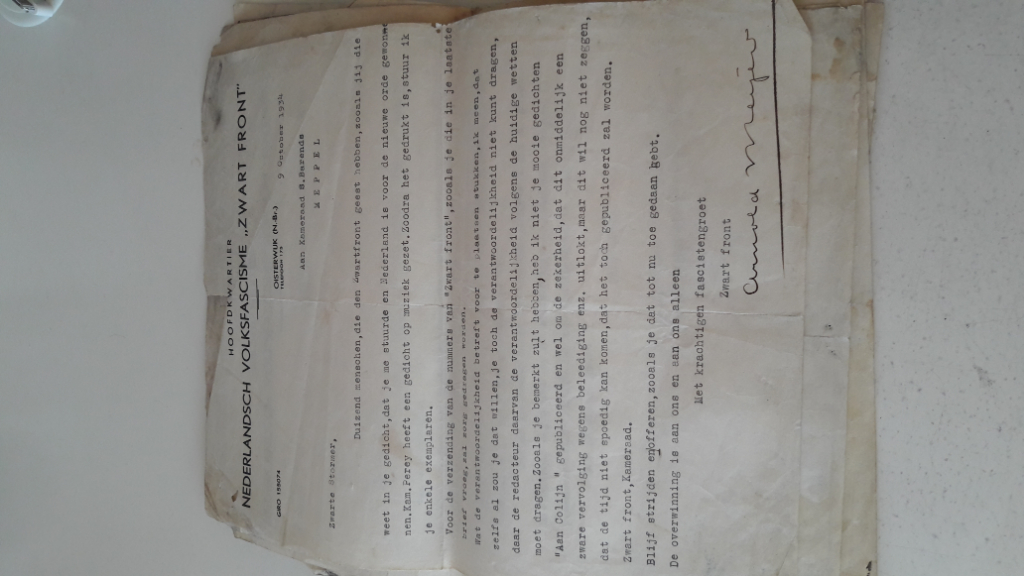 HOOFDKWARTIER
NEDERLANDSCH VOLKSFASCISME „ZWART FRONT"
GIRO 155074
OISTERWIJK (N.-Br.)
TELEFOON 175
9 October 1934
Aan Kameraad S.Barends
MEPPEL
Zwarte Stormer,
Duizend menschen,die den Zwartfront geest hebben,zooals jij die
weet in je gedicht,dat je me stuurde en Nederland is voor de nieuwe orde gewon=
nen.Kam.Perey heeft een gedicht op muziek gezet.Zoodra het gedrukt is,stuur ik
je enkele exemplaren.
Voor de verzending van de nummers van "Zwart front",zooals je die in je laatste
brief vroeg,zal zorg gedragen worden.
Wat de verantwoordelijkheid betreft voor te plaatsen stukken,ik meen,dat
zelfs al zou je dat willen,je toch de verantwoordelijkheid niet kunt dragen,
daar de redacteur daarvan de verantwoordelijkheid volgens de huidige wetten
moet dragen.Zooals je bemerkt zult hebben,heb ik niet je mooie gedichten
"Aan Colijn " gepubliceerd en wel om de zekerheid,dat dit onmiddelijk een
zware vervolging wegens beleediging enz. uitlokt,maar dit wil nog niet zeggen,
dat de tijd niet spoedig kan komen,dat het toch gepubliceerd zal worden.
Zwart front,Kameraad.
Blijf strijden en offeren,zooals je dat tot nu toe gedaan hebt.
De overwinning is aan ons en aan ons alleen
Met krachtigen fascistengroet
Zwart front
Arnold Meijer